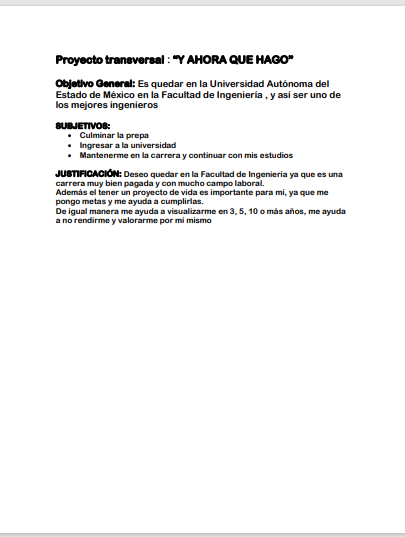 Proyecto transversal : “Y AHORA QUE HAGO”
Objetivo General: Es quedar en la Universidad Autónoma del
Estado de México en la Facultad de Ingeniería , y así ser uno de
los mejores ingenieros
SUBJETIVOS:
• Culminar la prepa
• Ingresar a la universidad
• Mantenerme en la carrera y continuar con mis estudios
JUSTIFICACIÓN: Deseo quedar en la Facultad de Ingeniería ya que es una
carrera muy bien pagada y con mucho campo laboral.
Además el tener un proyecto de vida es importante para mí, ya que me
pongo metas y me ayuda a cumplirlas.
De igual manera me ayuda a visualizarme en 3, 5, 10 o más años, me ayuda
a no rendirme y valorarme por mí mismo